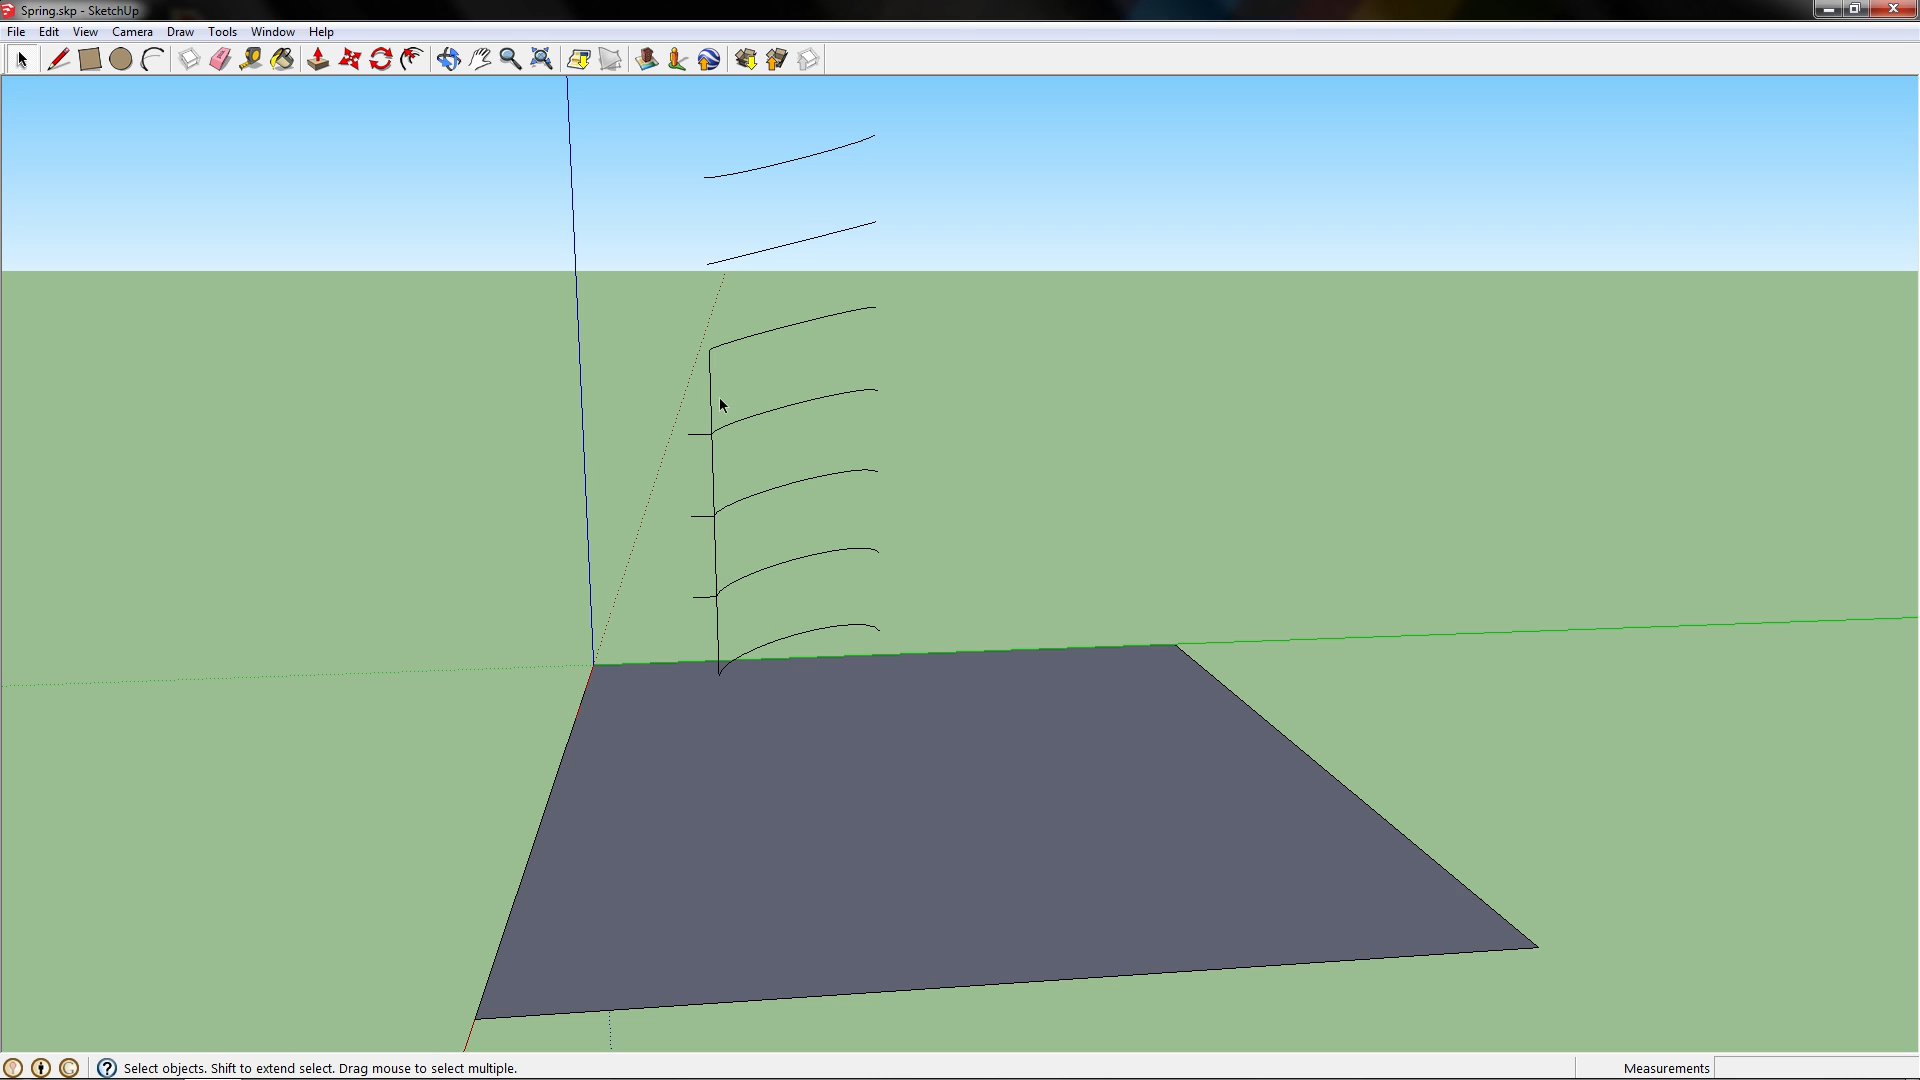 Spring.skp - SketchUp
File Edit View Camera Draw Tools Window Help
Select objects. Shift to extend select. Drag mouse to select multiple.
Measurements